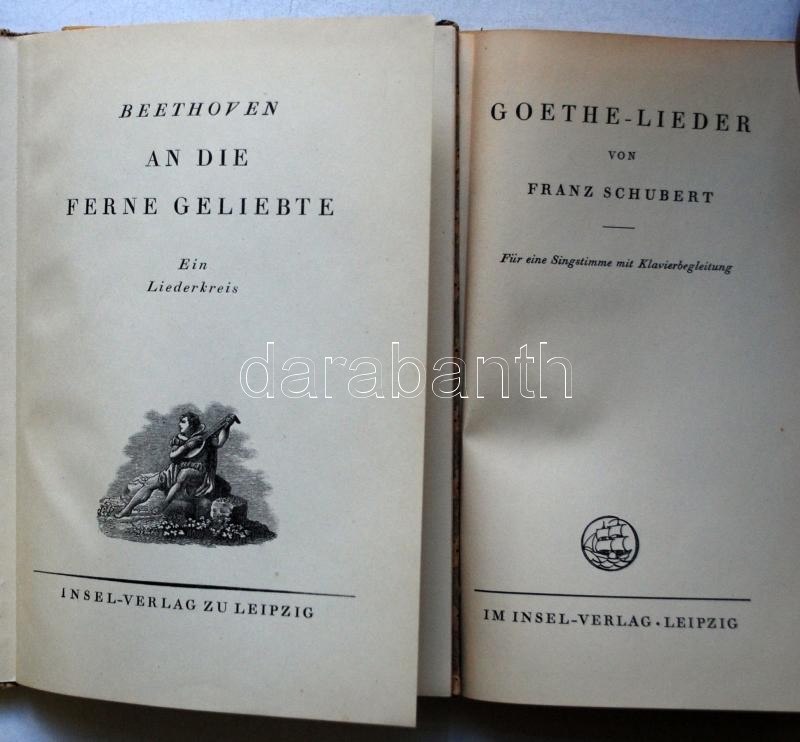 BEETHOVEN
AN DIE
FERNE GELIEBTE
Ein
Liederkreis
INSEL-VERLAG ZU LEIPZIG
GOETHE-LIEDER
VON
FRANZ SCHUBERT
Für eine Singstimme mit Klavierbegleitung
IM INSEL-VERLAG · LEIPZIG
darabanth